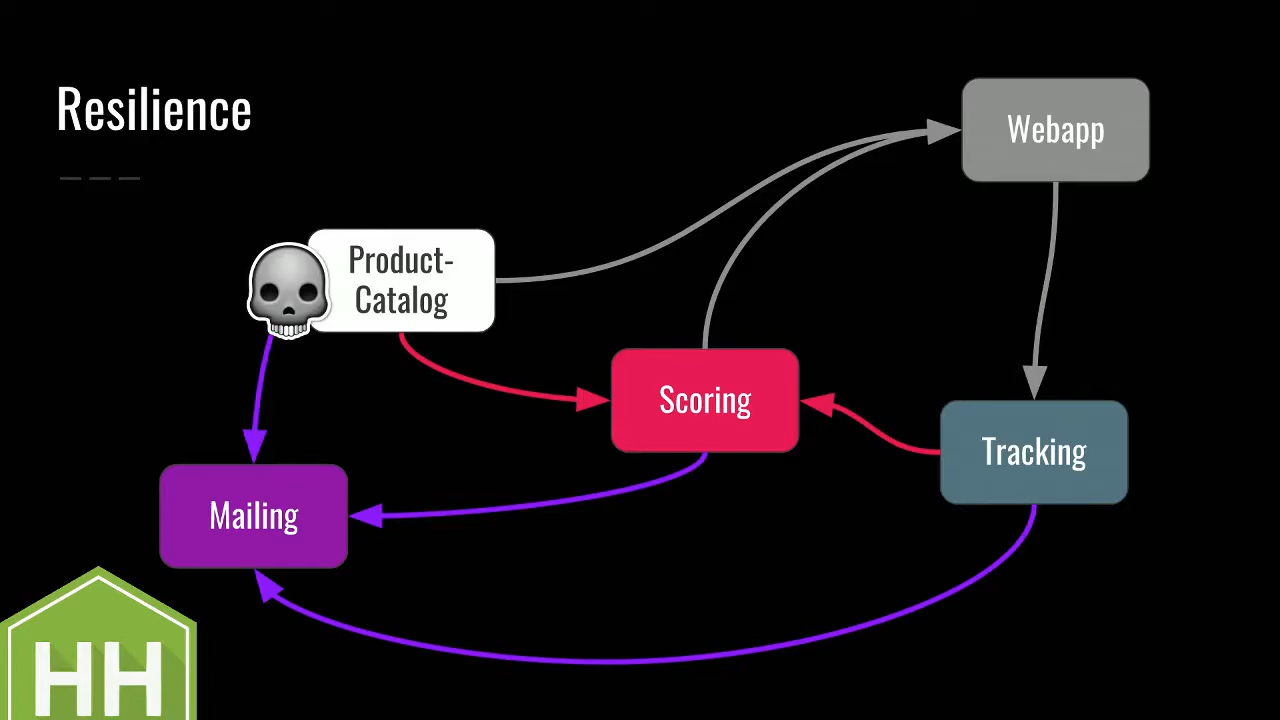 Resilience
Webapp
Product-
Catalog
Scoring
Tracking
Mailing
HH